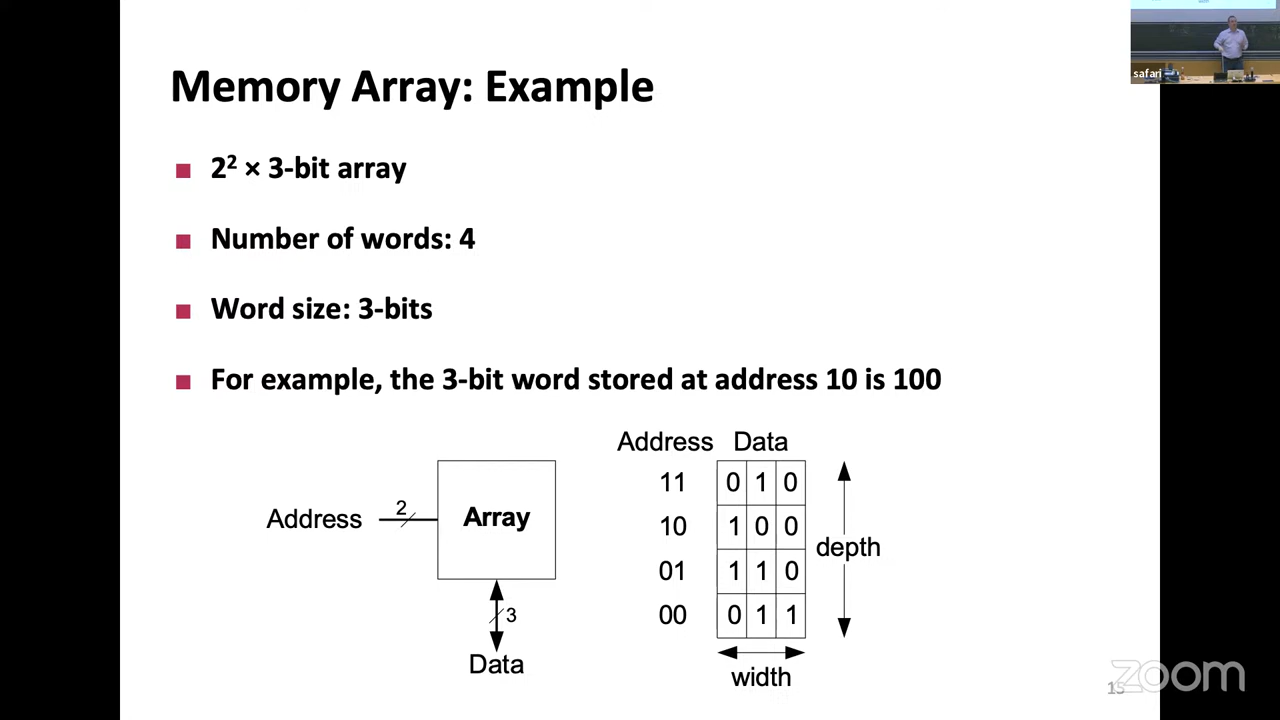 safari
Memory Array: Example
2² × 3-bit array
Number of words: 4
Word size: 3-bits
For example, the 3-bit word stored at address 10 is 100
Address 2 Array
3
Data
Address Data
11 0 1 0
10 1 0 0
01 1 1 0
00 0 1 1
depth
width
15
zoom